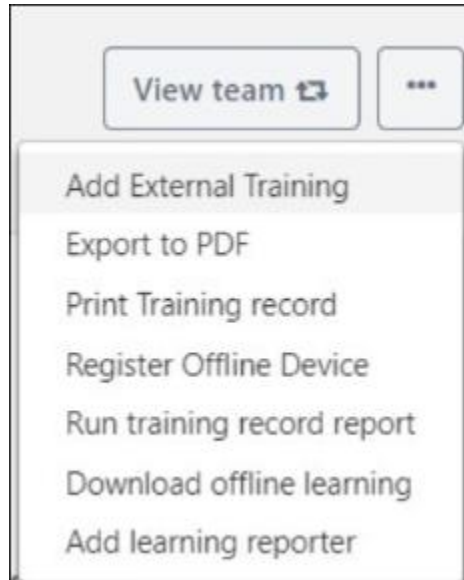 View team
...
Add External Training
Export to PDF
Print Training record
Register Offline Device
Run training record report
Download offline learning
Add learning reporter